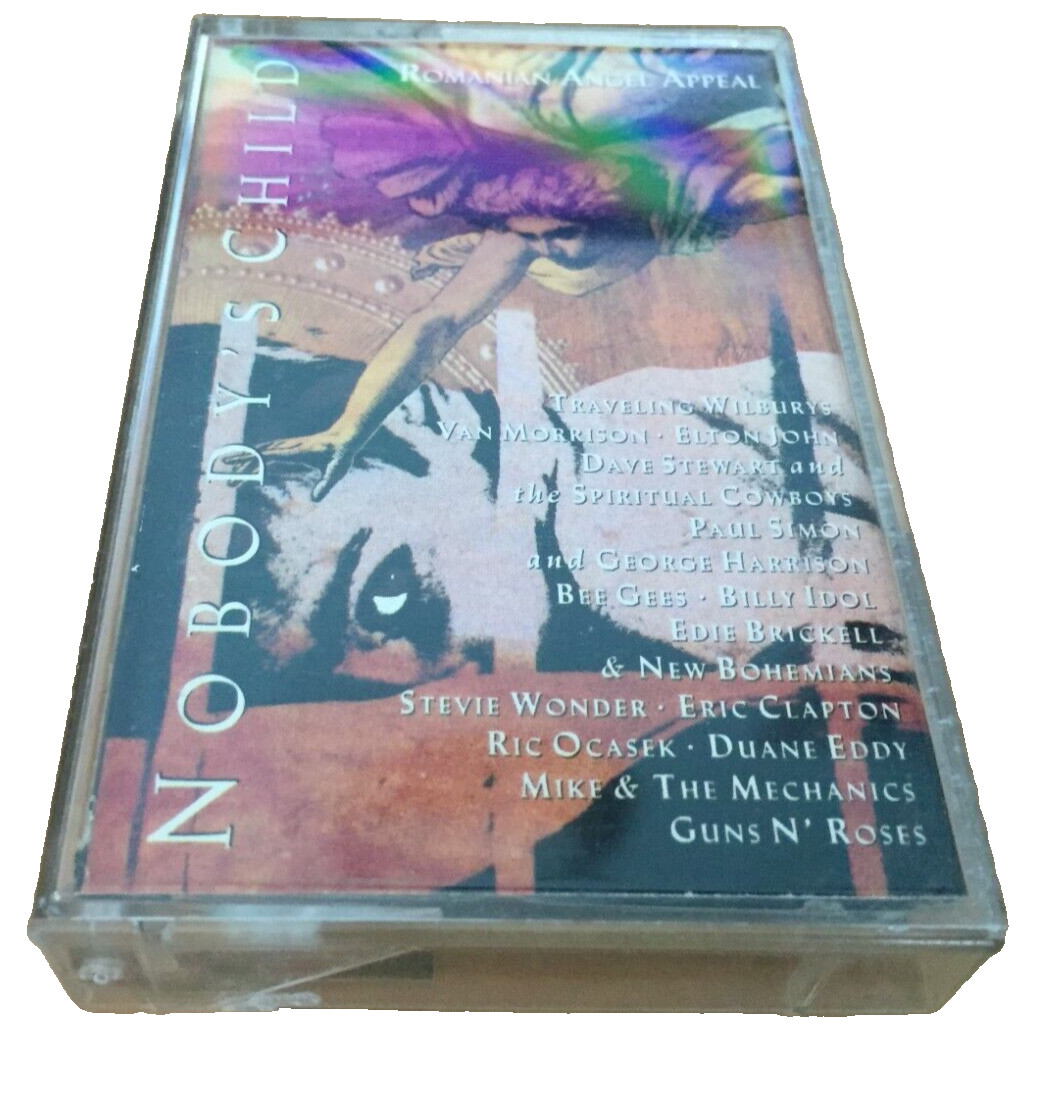 ROMANIAN ANGEL APPEAL
NOBODY'S CHILD
TRAVELING WILBURYS
VAN MORRISON · ELTON JOHN
DAVE STEWART and
the SPIRITUAL COWBOYS
PAUL SIMON
and GEORGE HARRISON
BEE GEES · BILLY IDOL
EDIE BRICKELL
& NEW BOHEMIANS
STEVIE WONDER · ERIC CLAPTON
RIC OCASEK · DUANE EDDY
MIKE & THE MECHANICS
GUNS N' ROSES